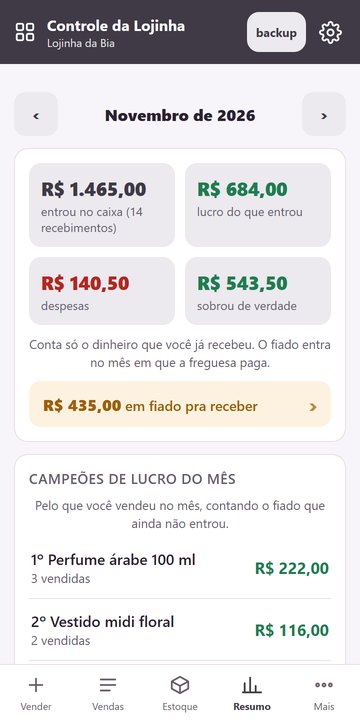 Controle da Lojinha
Lojinha da Bia
backup
‹
Novembro de 2026
›
R$ 1.465,00
entrou no caixa (14
recebimentos)
R$ 684,00
lucro do que entrou
R$ 140,50
despesas
R$ 543,50
sobrou de verdade
Conta só o dinheiro que você já recebeu. O fiado entra
no mês em que a freguesa paga.
R$ 435,00 em fiado pra receber ›
CAMPEÕES DE LUCRO DO MÊS
Pelo que você vendeu no mês, contando o fiado que
ainda não entrou.
1º Perfume árabe 100 ml
3 vendidas
R$ 222,00
2º Vestido midi floral
2 vendidas
R$ 116,00
Vender
Vendas
Estoque
Resumo
Mais